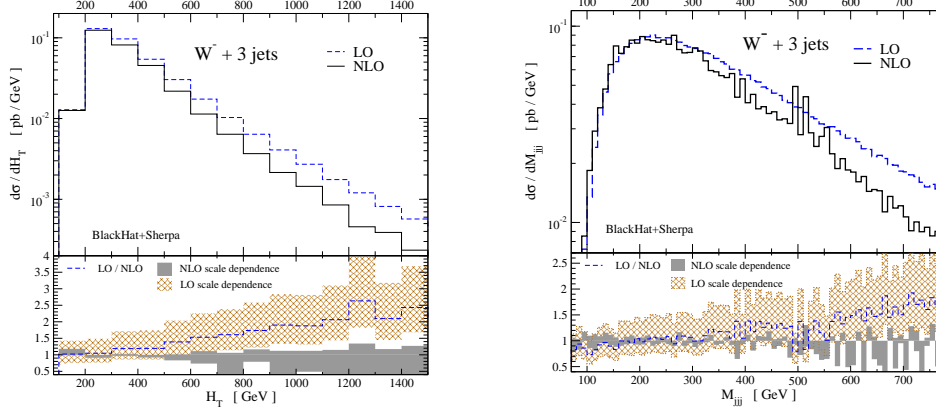 10^-1
10^-2
10^-3
dσ / dH_T [ pb / GeV ]
W^- + 3 jets
LO
NLO
BlackHat+Sherpa
200 400 600 800 1000 1200 1400
4
3.5
3
2.5
2
1.5
1
0.5
LO / NLO
NLO scale dependence
LO scale dependence
200 400 600 800 1000 1200 1400
H_T [ GeV ]
100 200 300 400 500 600 700
10^-1
10^-2
dσ / dM_jjj [ pb / GeV ]
W^- + 3 jets
LO
NLO
BlackHat+Sherpa
2.5
2
1.5
1
0.5
LO / NLO
NLO scale dependence
LO scale dependence
100 200 300 400 500 600 700
M_jjj [ GeV ]